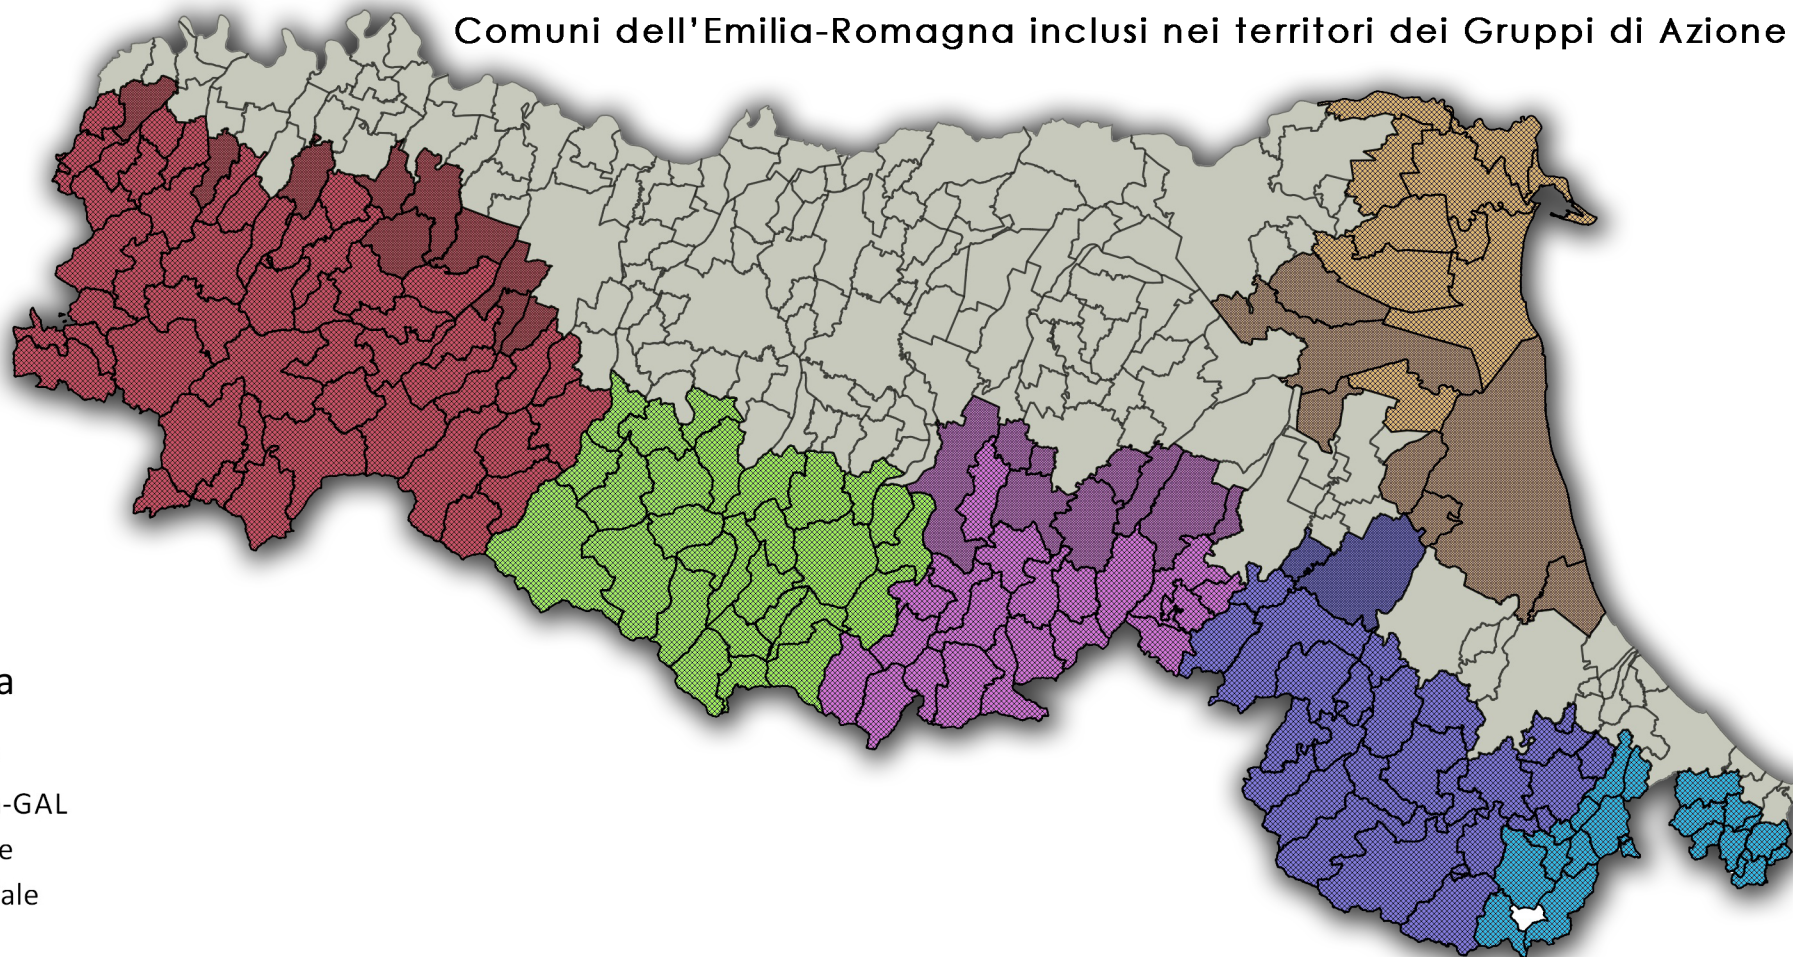 Comuni dell'Emilia-Romagna inclusi nei territori dei Gruppi di Azione
a
-GAL
e
ale